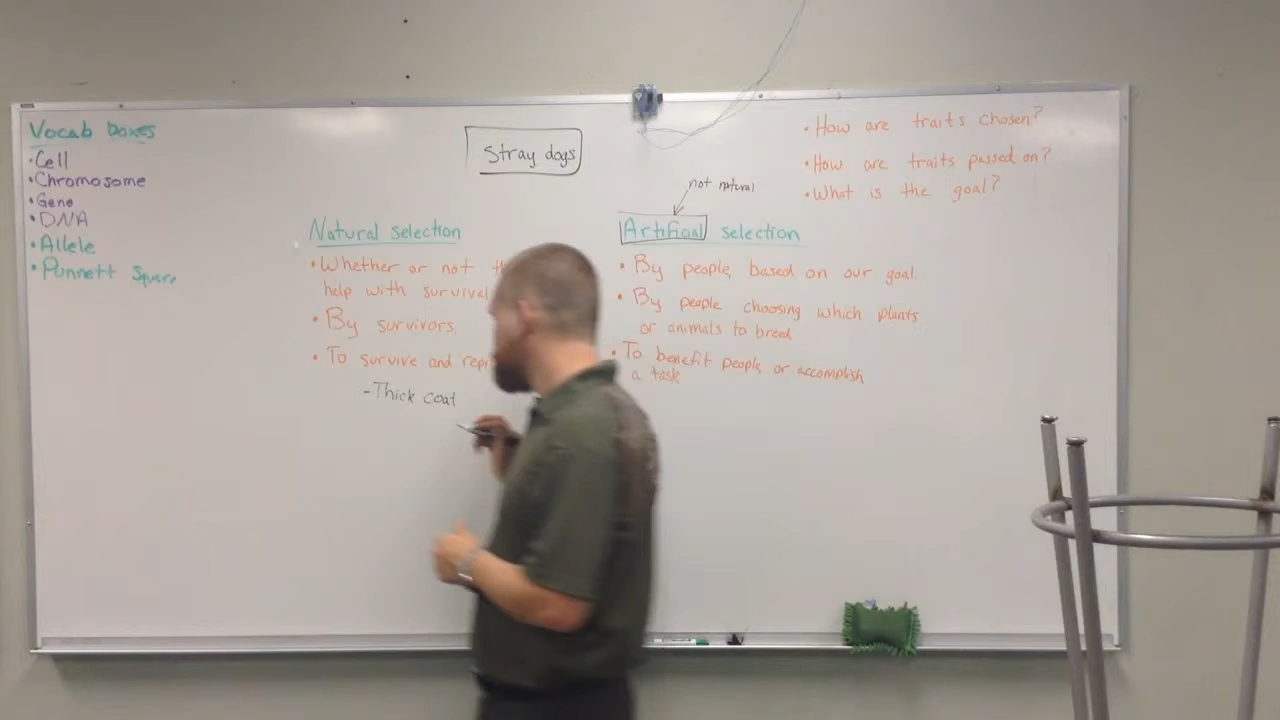 Vocab boxes
• Cell
• Chromosome
• Gene
• DNA
• Allele
• Punnett
Stray dogs
• How are traits chosen?
• How are traits passed on?
• What is the goal?
not natural
Natural selection
• Whether or not
help with survival
• By survivors
• To survive and
- Thick coat
Artificial selection
• By people, based on our goal
• By people choosing which plants
or animals to breed
• To benefit people, or accomplish
a task